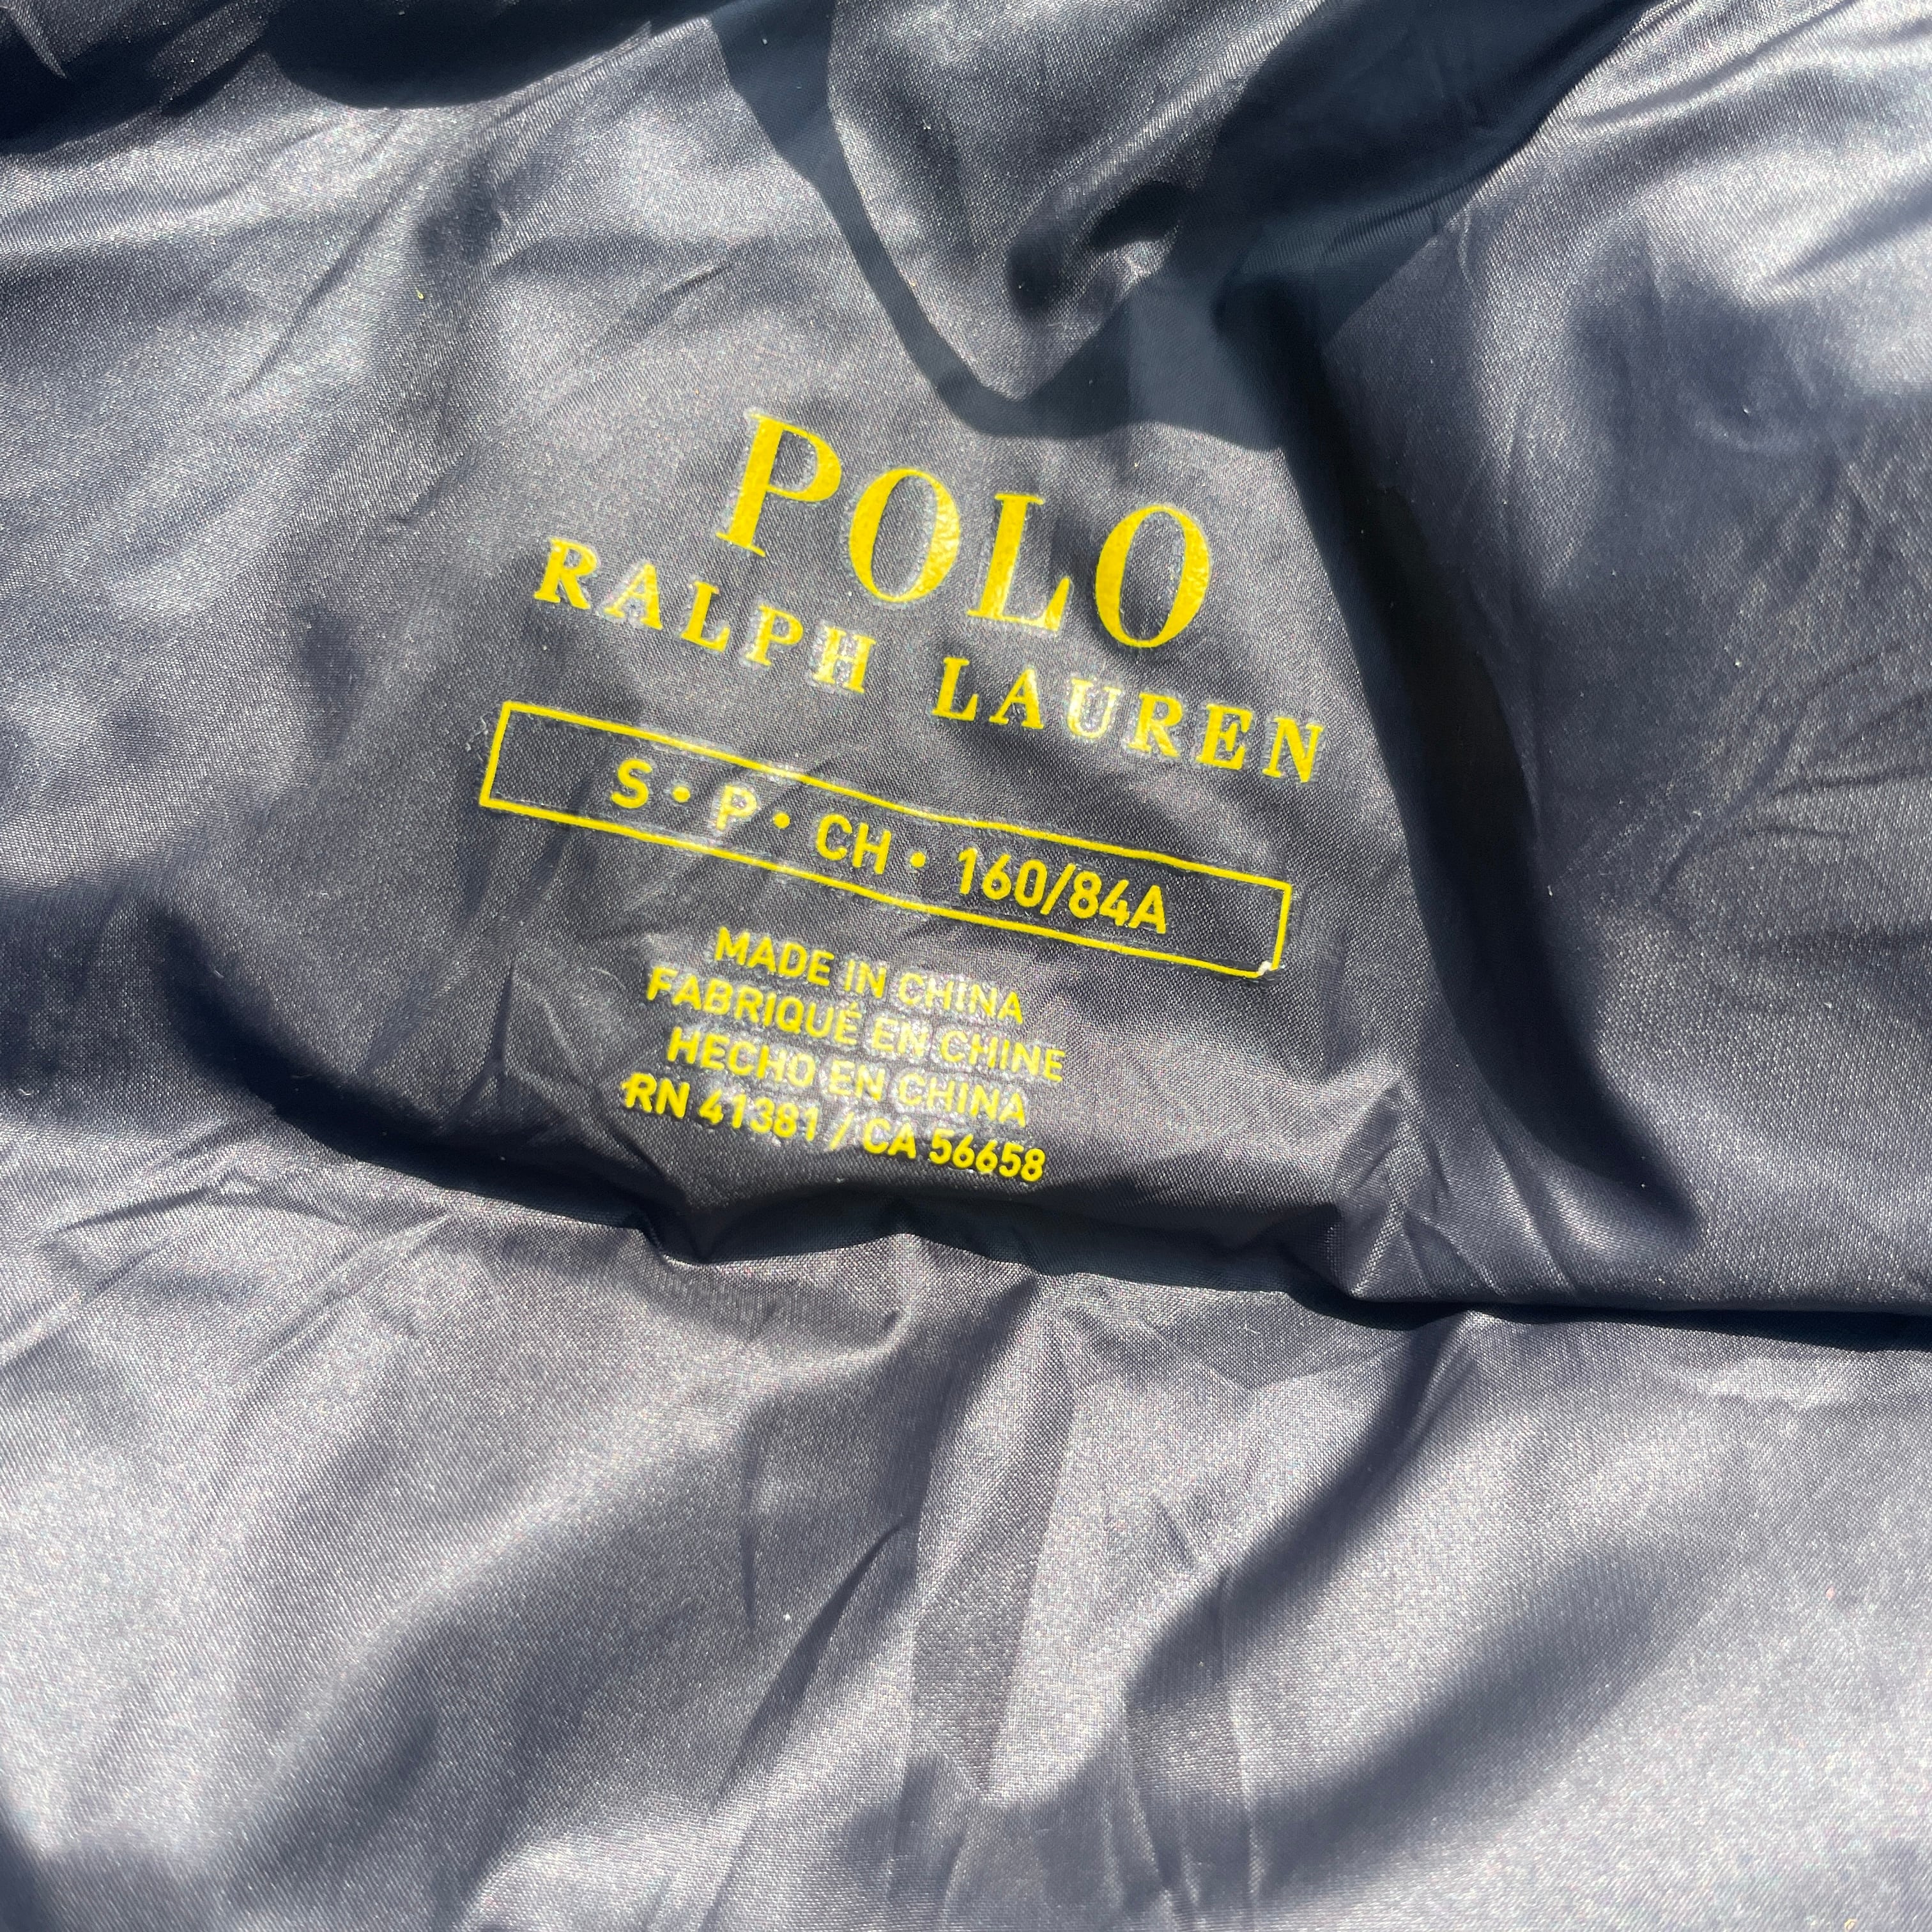 POLO
RALPH LAUREN
S • P • CH • 160/84A
MADE IN CHINA
FABRIQUÉ EN CHINE
HECHO EN CHINA
RN 41381 / CA 56658